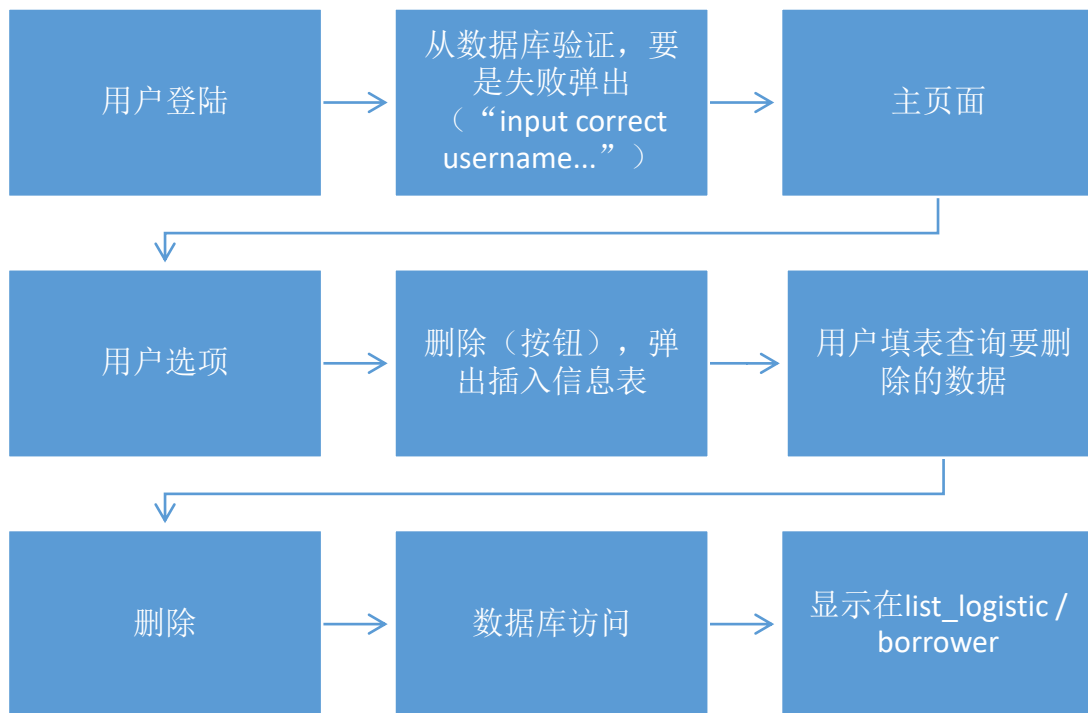 用户登陆
从数据库验证，要
是失败弹出
（“input correct
username...”）
主页面
用户选项
删除（按钮），弹
出插入信息表
用户填表查询要删
除的数据
删除
数据库访问
显示在list_logistic /
borrower